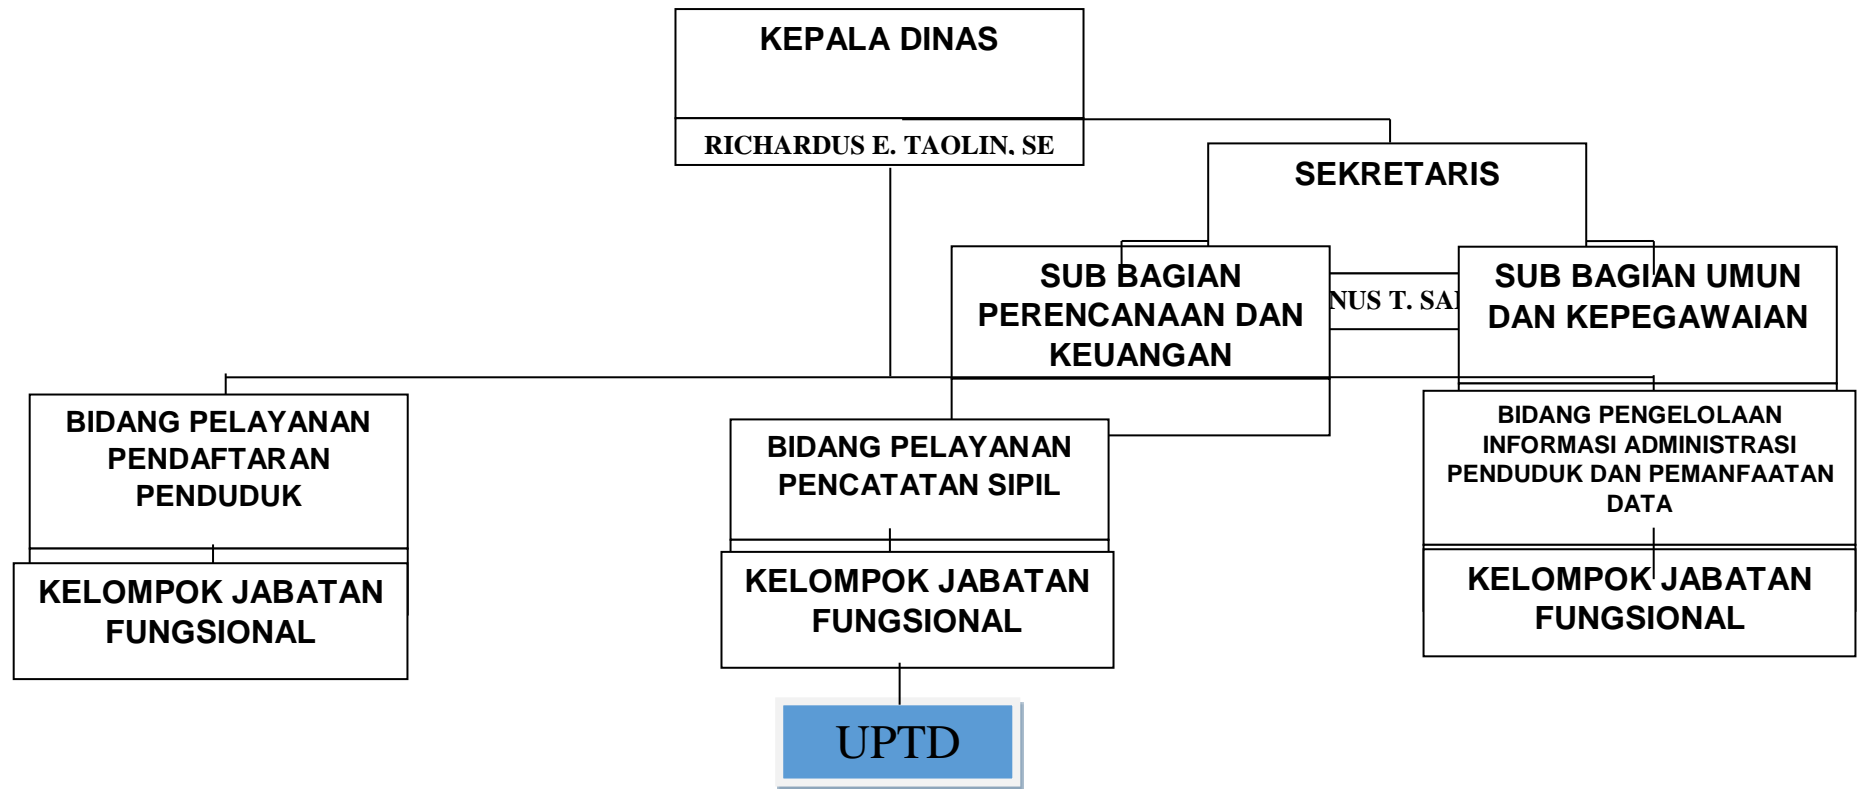 KEPALA DINAS
RICHARDUS E. TAOLIN, SE
SEKRETARIS
SUB BAGIAN
PERENCANAAN DAN
KEUANGAN
NUS T.
SUB BAGIAN UMUN
DAN KEPEGAWAIAN
BIDANG PELAYANAN
PENDAFTARAN
PENDUDUK
BIDANG PELAYANAN
PENCATATAN SIPIL
BIDANG PENGELOLAAN
INFORMASI ADMINISTRASI
PENDUDUK DAN PEMANFAATAN
DATA
KELOMPOK JABATAN
FUNGSIONAL
KELOMPOK JABATAN
FUNGSIONAL
KELOMPOK JABATAN
FUNGSIONAL
UPTD